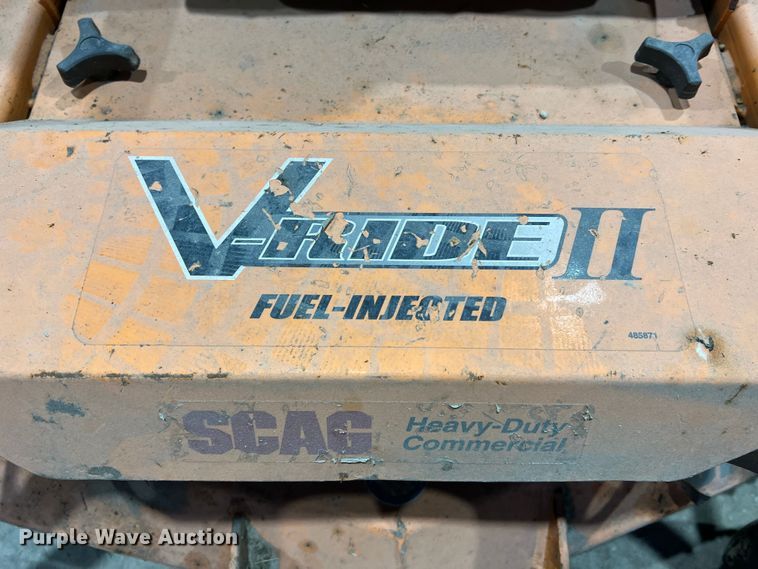 V-RIDE II
FUEL-INJECTED
485871
SCAG Heavy-Duty
Commercial
Purple Wave Auction